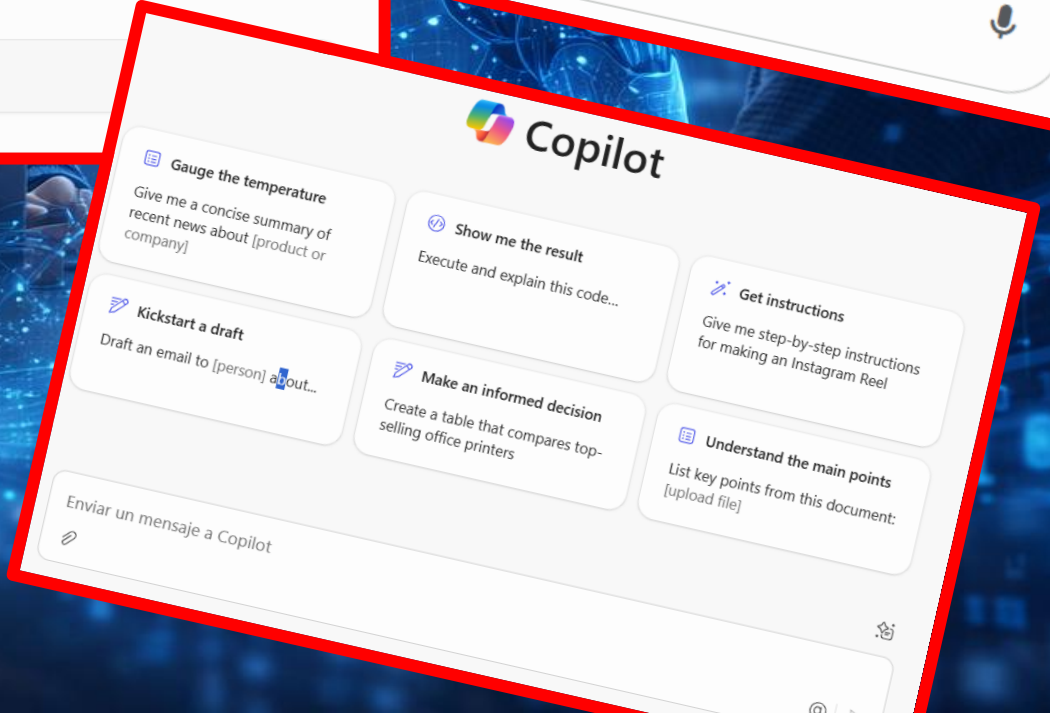 Copilot
Gauge the temperature
Give me a concise summary of
recent news about [product or
company]
Show me the result
Execute and explain this code...
Get instructions
Give me step-by-step instructions
for making an Instagram Reel
Kickstart a draft
Draft an email to [person] about...
Make an informed decision
Create a table that compares top-
selling office printers
Understand the main points
List key points from this document:
[upload file]
Enviar un mensaje a Copilot
@